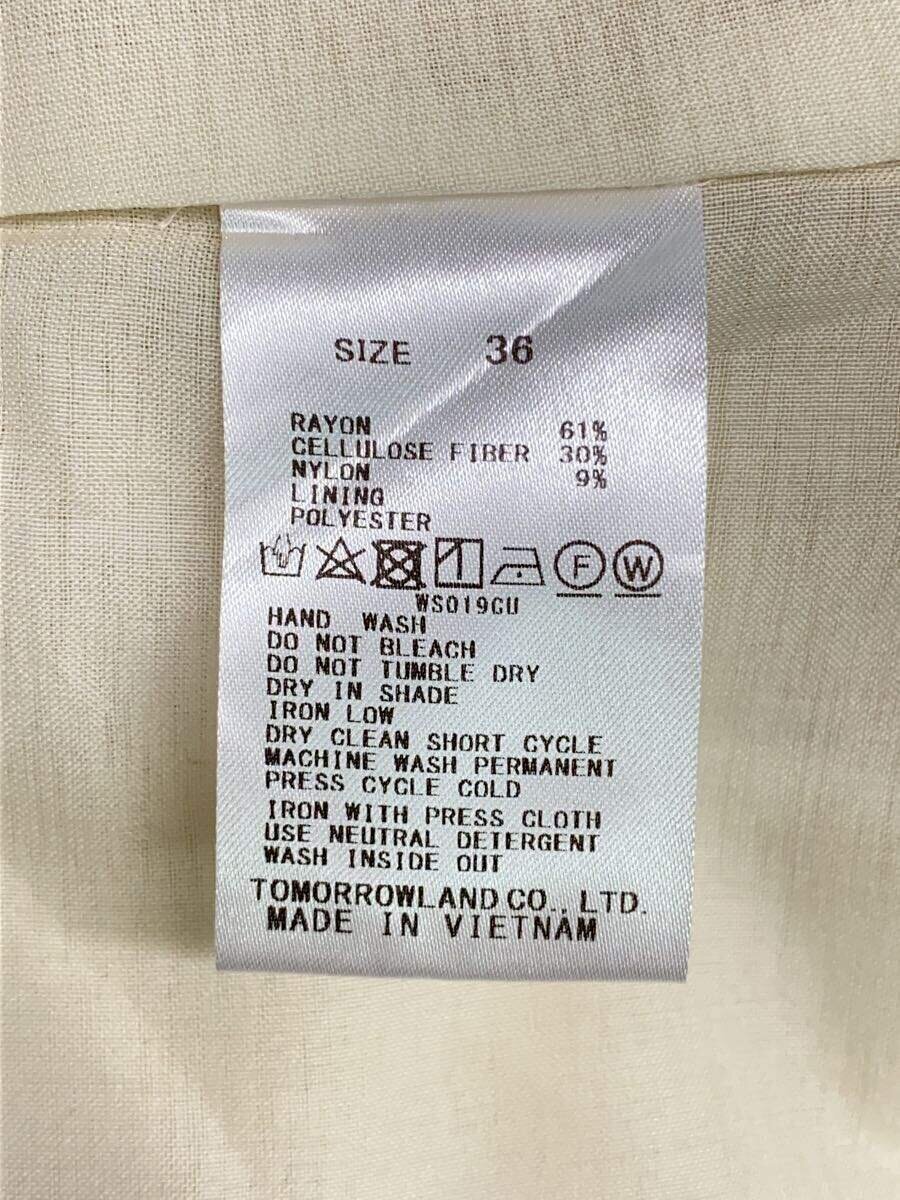 SIZE 36
RAYON 61%
CELLULOSE FIBER 30%
NYLON 9%
LINING
POLYESTER
F W
WS019GU
HAND WASH
DO NOT BLEACH
DO NOT TUMBLE DRY
DRY IN SHADE
IRON LOW
DRY CLEAN SHORT CYCLE
MACHINE WASH PERMANENT
PRESS CYCLE COLD
IRON WITH PRESS CLOTH
USE NEUTRAL DETERGENT
WASH INSIDE OUT
TOMORROWLAND CO., LTD.
MADE IN VIETNAM